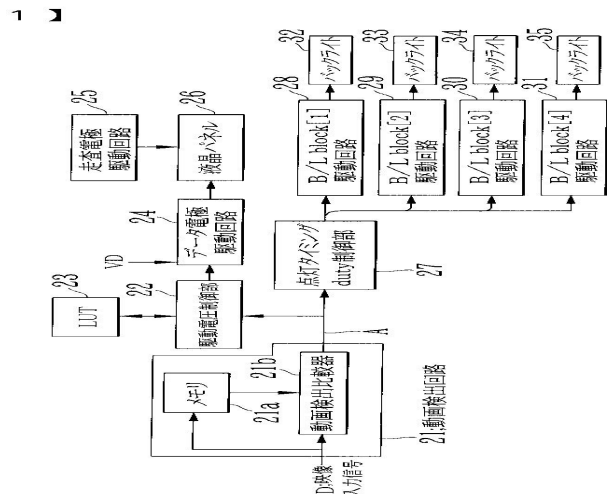 1 】
25
走査電極
駆動回路
26
液晶パネル
VD
24
データ電極
駆動回路
23
LUT
22
駆動電圧制御部
32
バックライト
33
バックライト
34
バックライト
35
バックライト
28
B/L block[1]
駆動回路
29
B/L block[2]
駆動回路
30
B/L block[3]
駆動回路
31
B/L block[4]
駆動回路
点灯タイミング
duty制御部
27
A
メモリ
21a
21b
動画検出比較器
21;動画検出回路
D;映像
入力信号